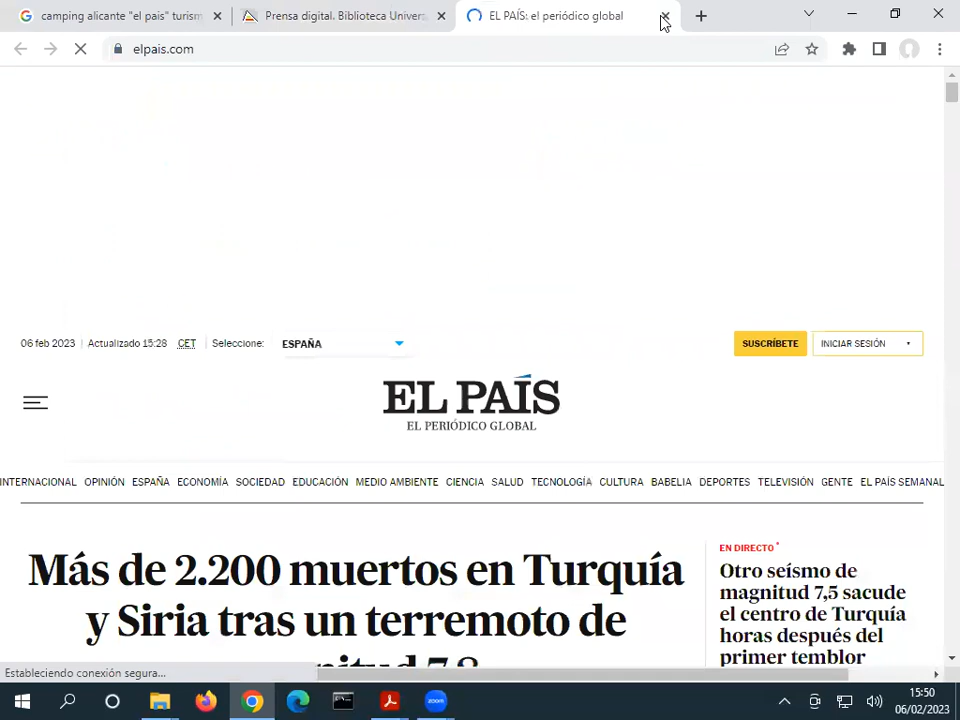 camping alicante "el pais" turism
Prensa digital. Biblioteca Univers
EL PAÍS: el periódico global
elpais.com
06 feb 2023 | Actualizado 15:28 CET Seleccione: ESPAÑA
SUSCRÍBETE
INICIAR SESIÓN
EL PAÍS
EL PERIÓDICO GLOBAL
INTERNACIONAL OPINIÓN ESPAÑA ECONOMÍA SOCIEDAD EDUCACIÓN MEDIO AMBIENTE CIENCIA SALUD TECNOLOGÍA CULTURA BABELIA DEPORTES TELEVISIÓN GENTE EL PAÍS SEMANAL
Más de 2.200 muertos en Turquía
y Siria tras un terremoto de
magnitud 7,8
EN DIRECTO
Otro seísmo de
magnitud 7,5 sacude
el centro de Turquía
horas después del
primer temblor
Estableciendo conexión segura...
zoom
15:50
06/02/2023